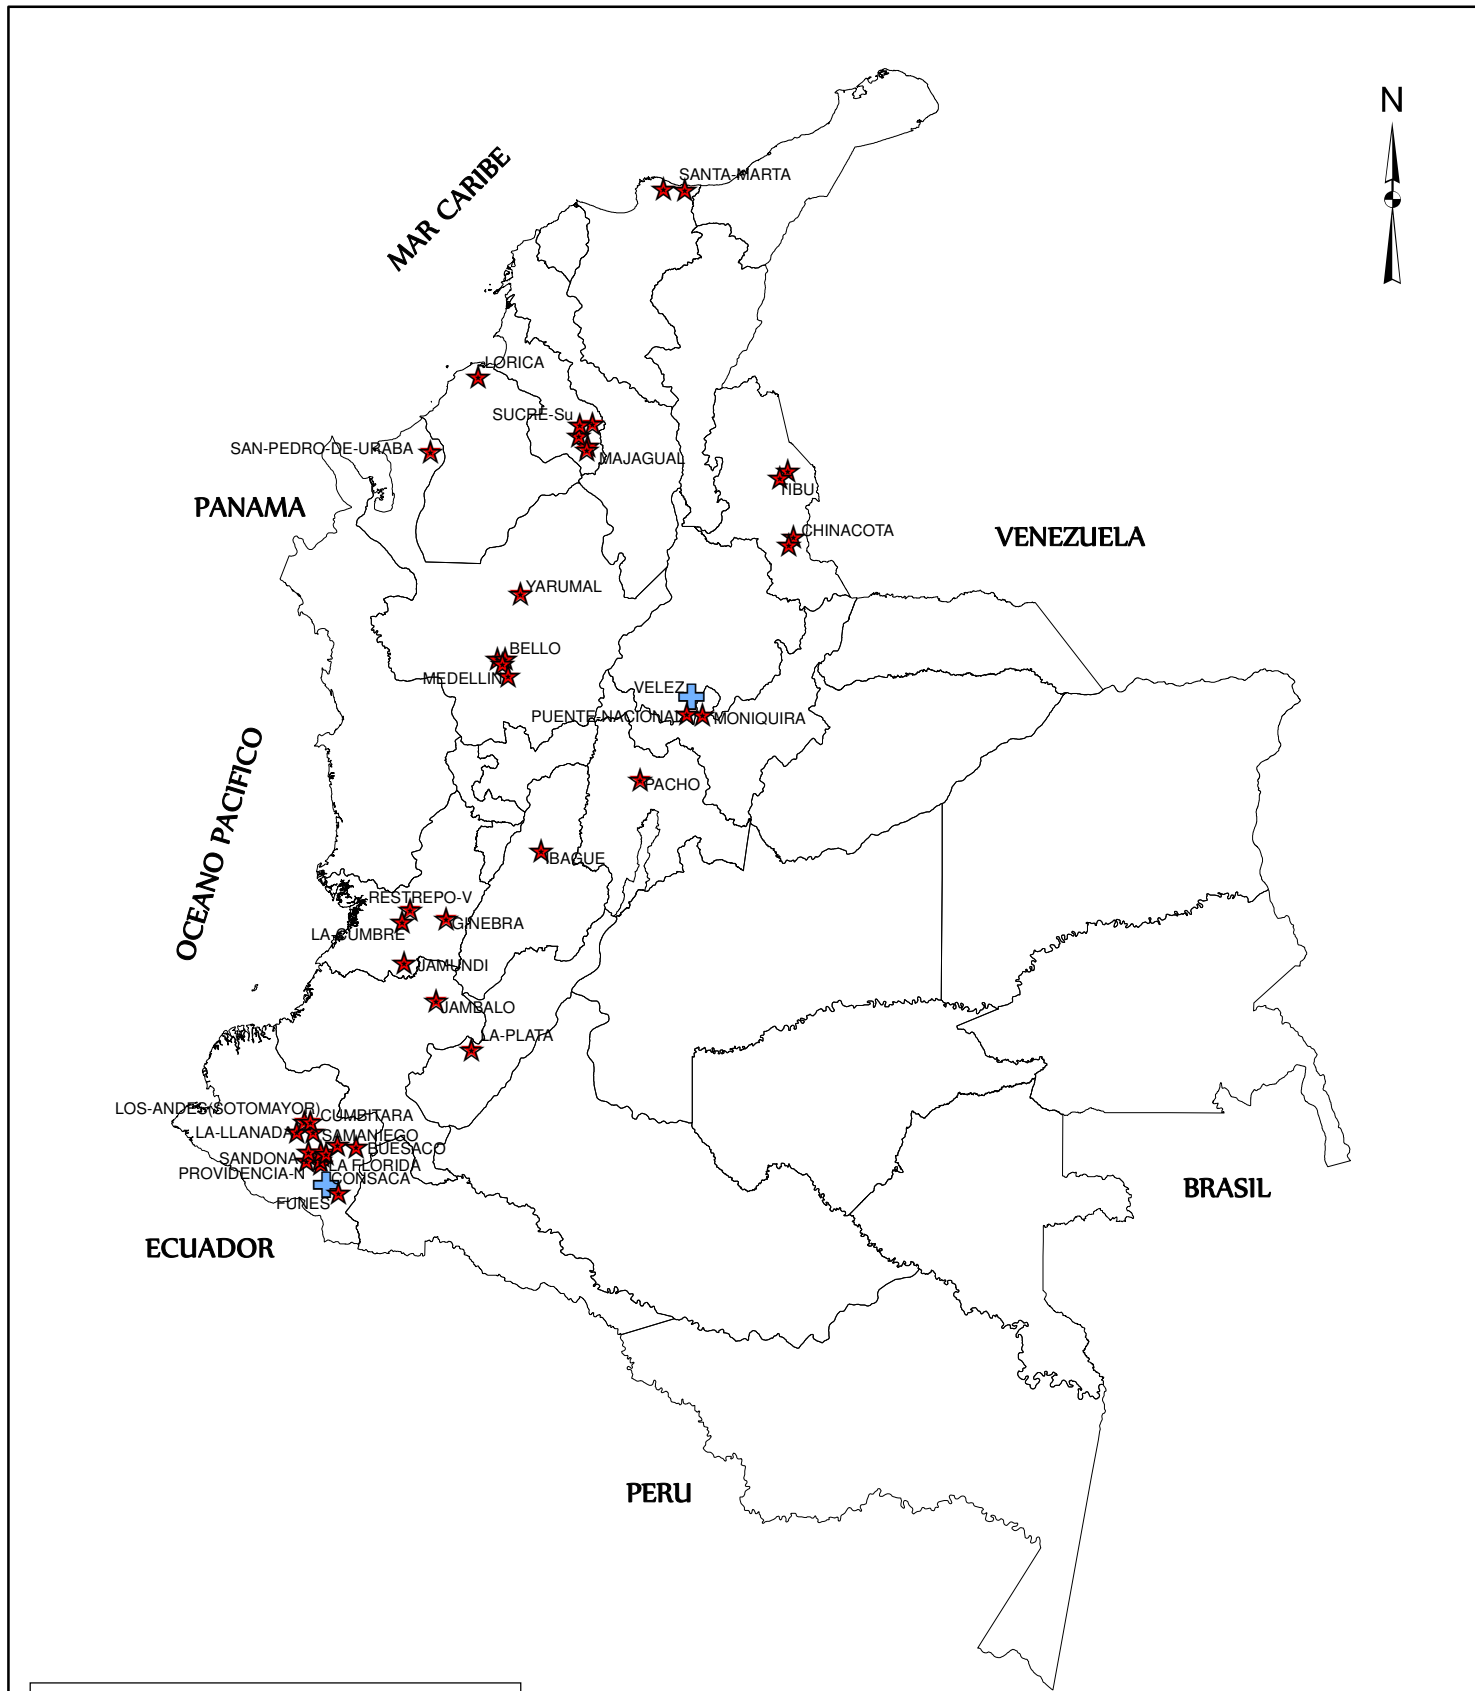 N
SANTA-MARTA
MAR CARIBE
LORICA
SUCRE-Su
SAN-PEDRO-DE-URABA
MAJAGUAL
TIBU
PANAMA
CHINACOTA
VENEZUELA
YARUMAL
BELLO
MEDELLIN
VELEZ
PUENTE-NACIONAL
MONIQUIRA
PACHO
OCEANO PACIFICO
IBAGUE
RESTREPO-V
GINEBRA
LA-CUMBRE
JAMUNDI
JAMBALO
LA-PLATA
LOS-ANDES(SOTOMAYOR)
CUMBITARA
LA-LLANADA
SAMANIEGO
BUESACO
SANDONA
LA FLORIDA
PROVIDENCIA-N
CONSACA
FUNES
BRASIL
ECUADOR
PERU